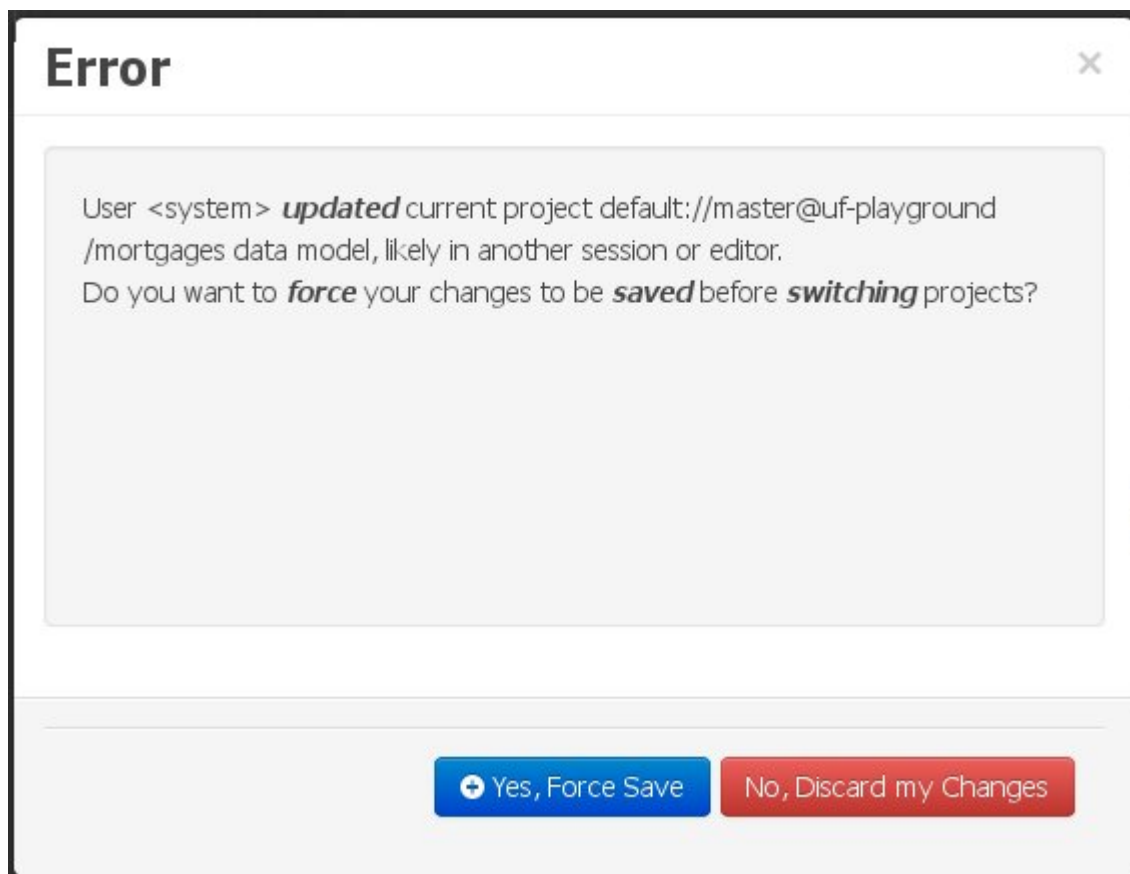 Error
×
User <system> updated current project default://master@uf-playground
/mortgages data model, likely in another session or editor.
Do you want to force your changes to be saved before switching projects?
Yes, Force Save
No, Discard my Changes